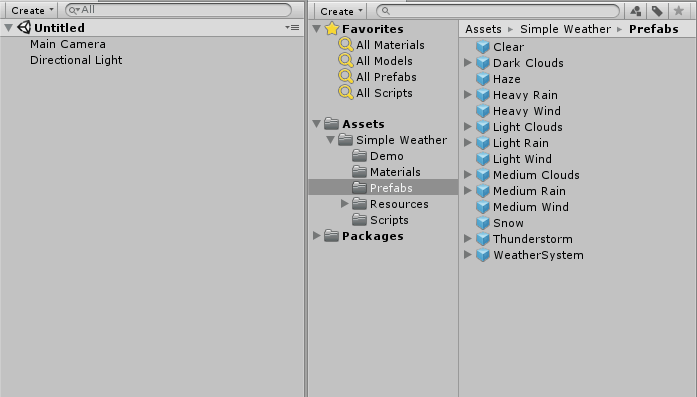 Create
All
Untitled
Main Camera
Directional Light
Create
Favorites
All Materials
All Models
All Prefabs
All Scripts
Assets
Simple Weather
Demo
Materials
Prefabs
Resources
Scripts
Packages
Assets Simple Weather Prefabs
Clear
Dark Clouds
Haze
Heavy Rain
Heavy Wind
Light Clouds
Light Rain
Light Wind
Medium Clouds
Medium Rain
Medium Wind
Snow
Thunderstorm
WeatherSystem